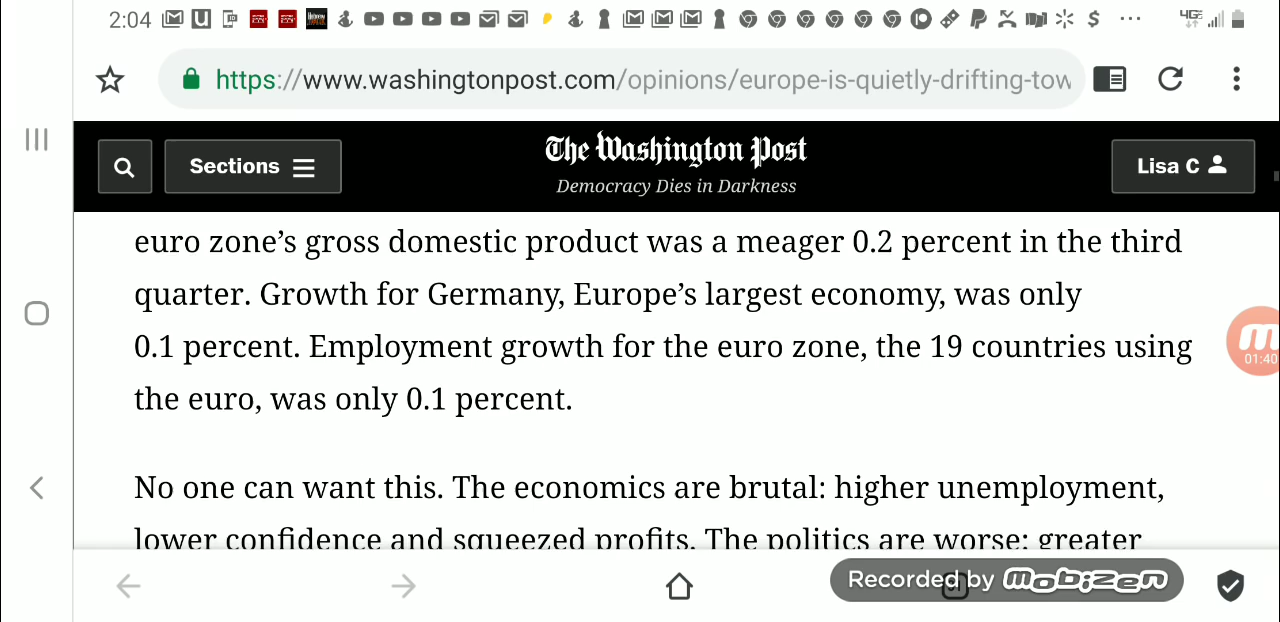 2:04
https://www.washingtonpost.com/opinions/europe-is-quietly-drifting-tow
Sections
The Washington Post
Democracy Dies in Darkness
Lisa C
euro zone’s gross domestic product was a meager 0.2 percent in the third
quarter. Growth for Germany, Europe’s largest economy, was only
0.1 percent. Employment growth for the euro zone, the 19 countries using
the euro, was only 0.1 percent.
01:40
No one can want this. The economics are brutal: higher unemployment,
lower confidence and squeezed profits. The politics are worse: greater
Recorded by mobizen